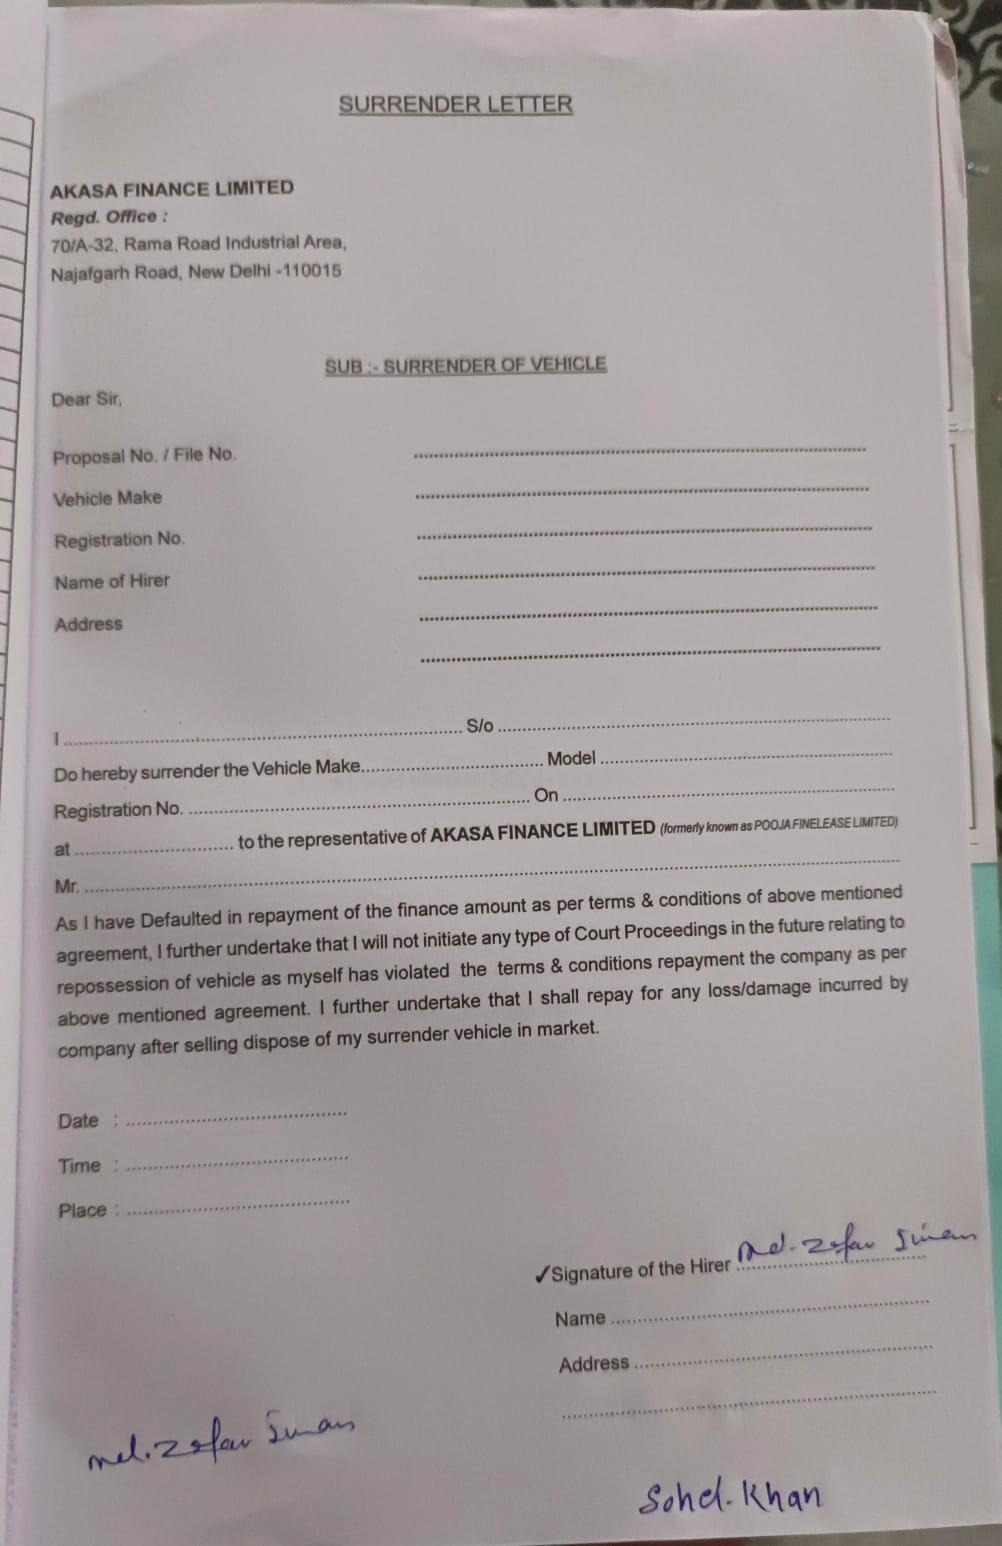 SURRENDER LETTER
AKASA FINANCE LIMITED
Regd. Office :
70/A-32, Rama Road Industrial Area,
Najafgarh Road, New Delhi -110015
SUB :- SURRENDER OF VEHICLE
Dear Sir,
Proposal No. / File No. ....................
Vehicle Make ....................
Registration No. ....................
Name of Hirer ....................
Address ....................
....................
I .................... S/o ....................
Do hereby surrender the Vehicle Make.................... Model ....................
Registration No. .................... On ....................
at .................... to the representative of AKASA FINANCE LIMITED (formerly known as POOJA FINELEASE LIMITED)
Mr. ....................
As I have Defaulted in repayment of the finance amount as per terms & conditions of above mentioned
agreement, I further undertake that I will not initiate any type of Court Proceedings in the future relating to
repossession of vehicle as myself has violated the terms & conditions repayment the company as per
above mentioned agreement. I further undertake that I shall repay for any loss/damage incurred by
company after selling dispose of my surrender vehicle in market.
Date : ....................
Time : ....................
Place : ....................
✓Signature of the Hirer md. Zafar Imam
Name ....................
Address ....................
....................
md. Zafar Imam
Sohel. Khan